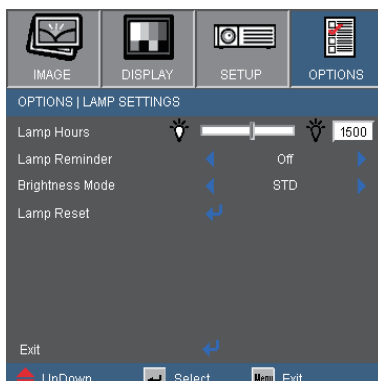 IMAGE DISPLAY SETUP OPTIONS
OPTIONS | LAMP SETTINGS
Lamp Hours 1500
Lamp Reminder Off
Brightness Mode STD
Lamp Reset
Exit
UpDown Select Menu Exit